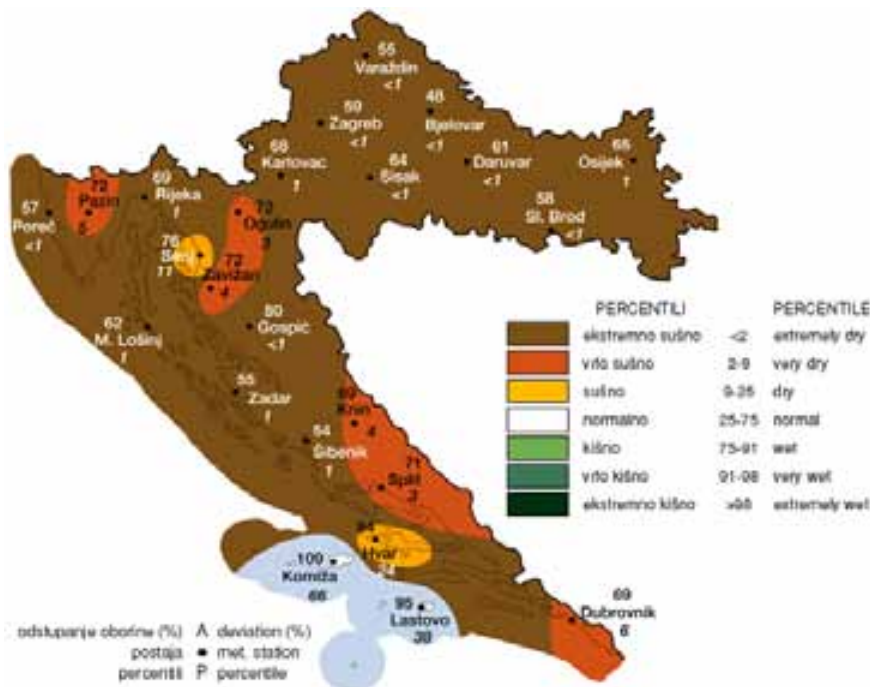 55
Varaždin
<1
48
Bjelovar
<1
59
Zagreb
<1
68
Karlovac
1
64
Sisak
<1
61
Daruvar
<1
66
Osijek
1
58
Sl. Brod
<1
57
Poreč
<1
72
Pazin
5
69
Rijeka
1
73
Ogulin
3
76
Senj
11
72
Zavižan
4
62
M. Lošinj
1
Gospić
<1
55
Zadar
1
Knin
4
64
Šibenik
1
71
Split
3
84
Hvar
109
Komiža
66
95
Lastovo
39
69
Dubrovnik
6
PERCENTILI PERCENTILE
ekstremno sušno <2 extremely dry
vrlo sušno 2-9 very dry
sušno 9-25 dry
normalno 25-75 normal
kišno 75-91 wet
vrlo kišno 91-98 very wet
ekstremno kišno >98 extremely wet
odstupanje oborine (%) A deviation (%)
postaja ● met. station
percentili P percentile